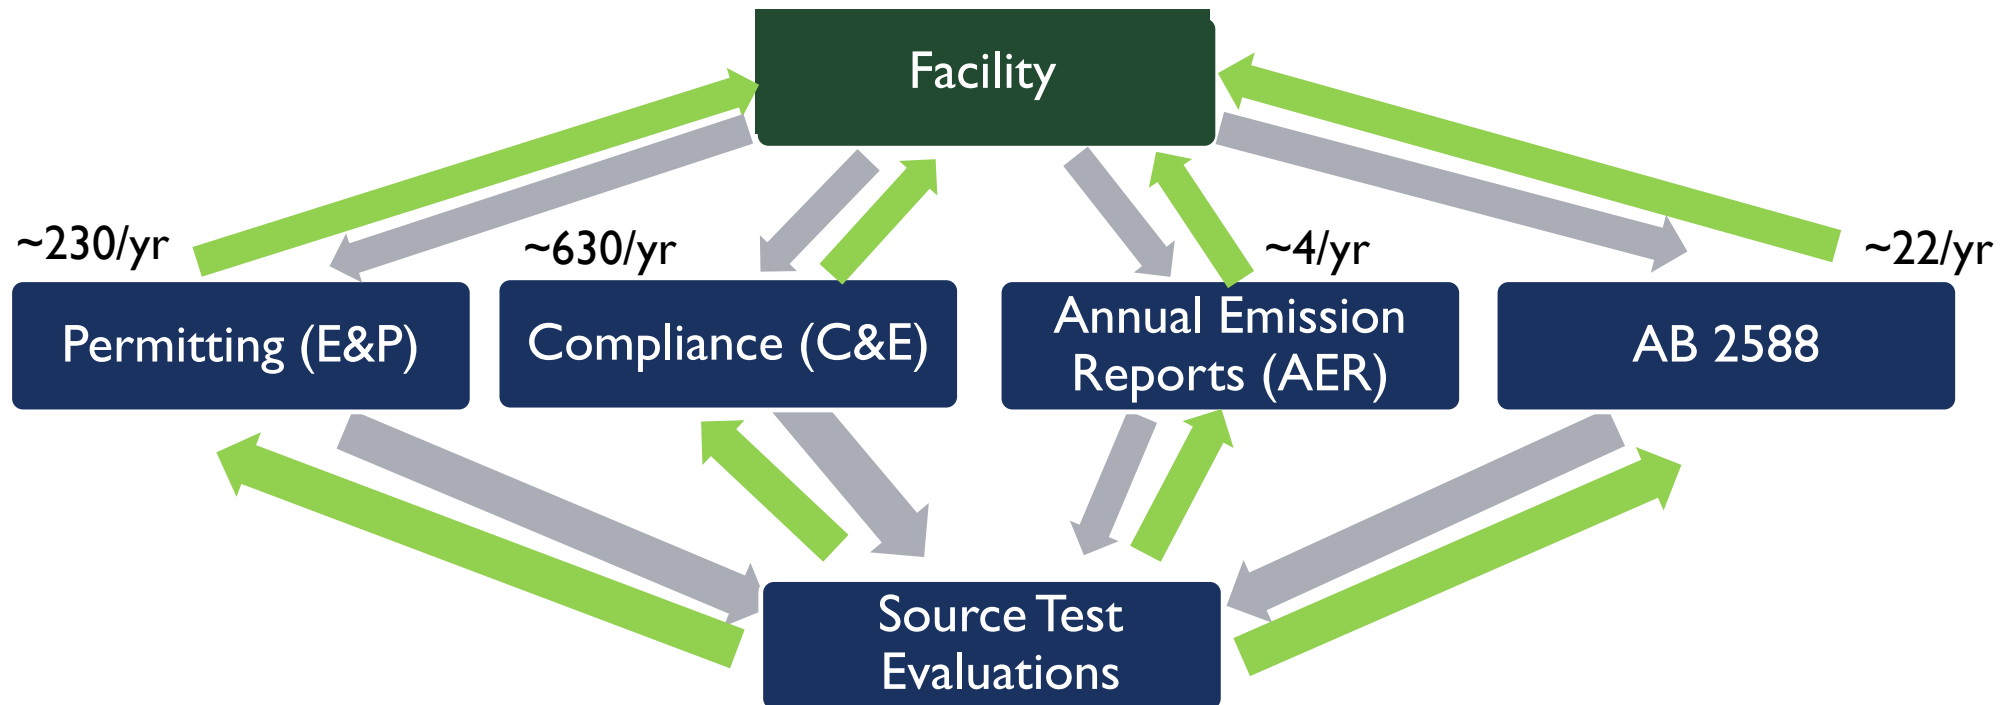 Facility
~230/yr
~630/yr
~4/yr
~22/yr
Permitting (E&P)
Compliance (C&E)
Annual Emission
Reports (AER)
AB 2588
Source Test
Evaluations